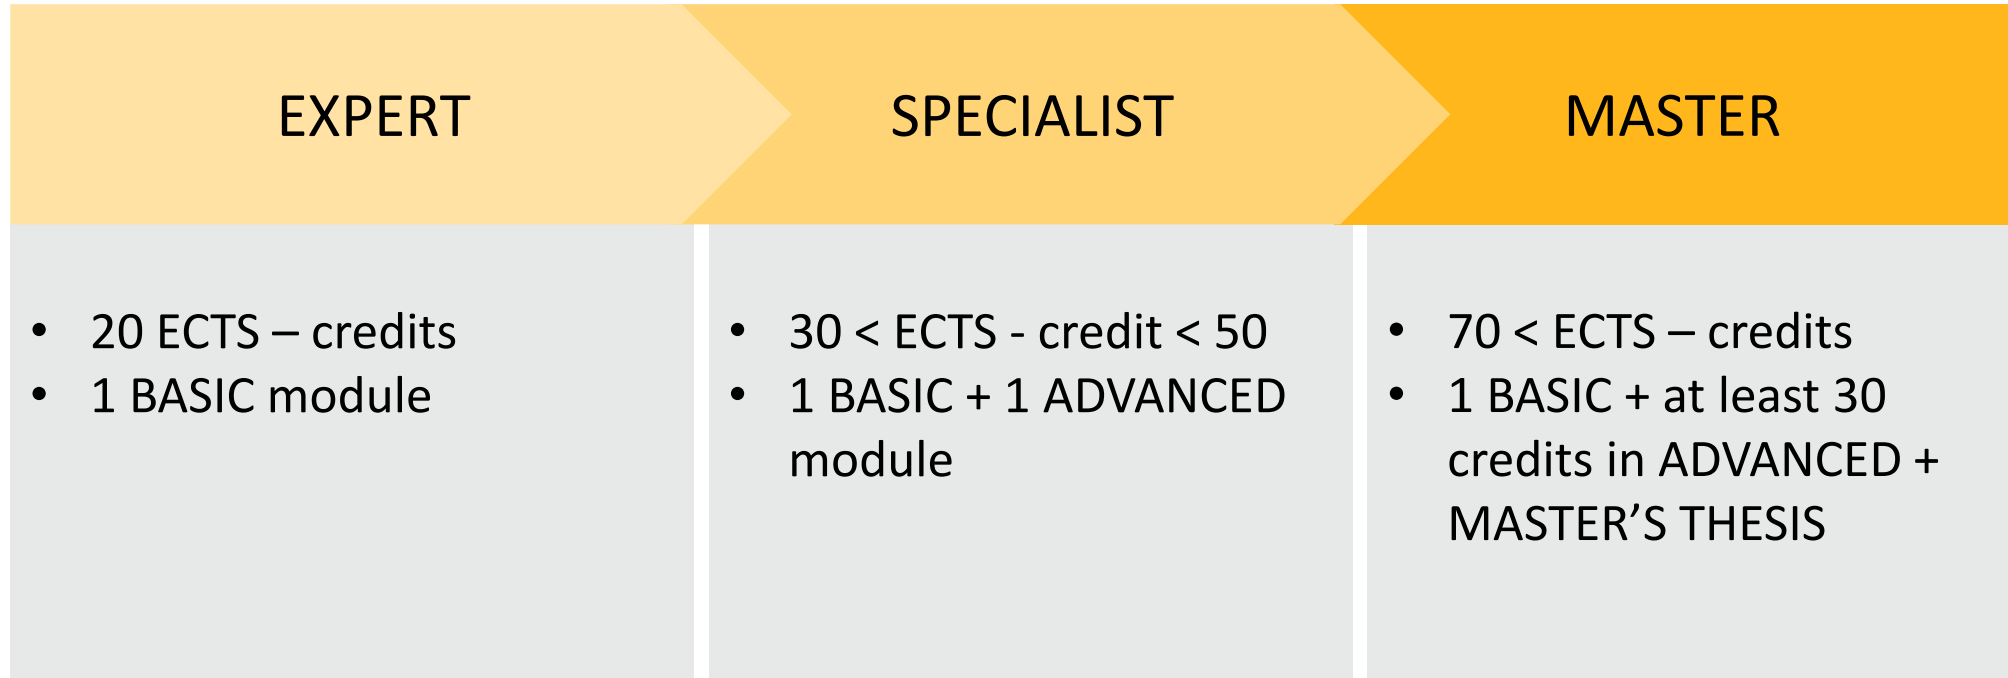 EXPERT
SPECIALIST
MASTER
• 20 ECTS – credits
• 1 BASIC module
• 30 < ECTS - credit < 50
• 1 BASIC + 1 ADVANCED
module
• 70 < ECTS – credits
• 1 BASIC + at least 30
credits in ADVANCED +
MASTER’S THESIS